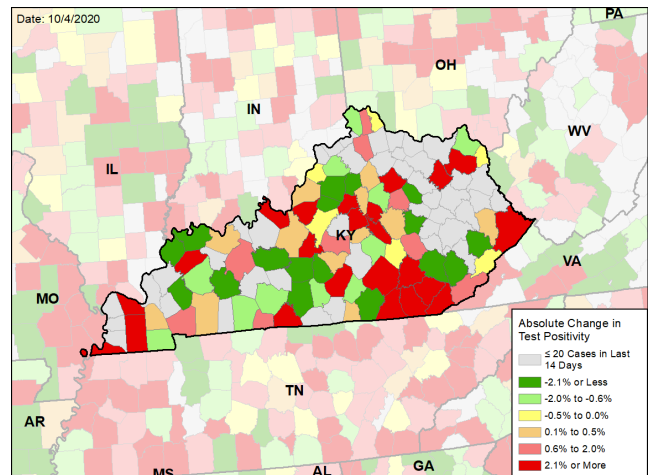 Date: 10/4/2020
PA
OH
IN
WV
IL
KY
VA
MO
Absolute Change in
Test Positivity
≤ 20 Cases in Last
14 Days
-2.1% or Less
-2.0% to -0.6%
-0.5% to 0.0%
0.1% to 0.5%
0.6% to 2.0%
2.1% or More
TN
AR
MS
AL
GA